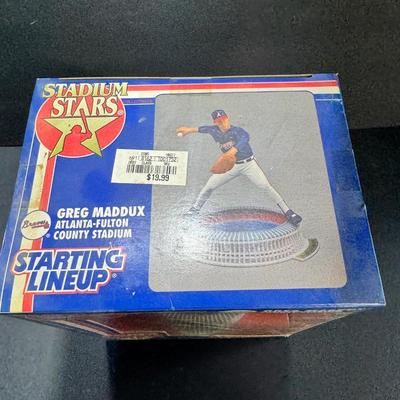 STADIUM
STARS
$19.99
Braves
GREG MADDUX
ATLANTA-FULTON
COUNTY STADIUM
STARTING
LINEUP